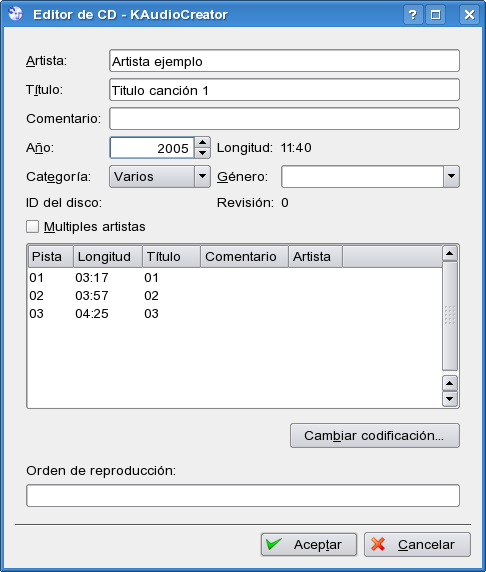 Editor de CD - KAudioCreator
Artista: Artista ejemplo
Título: Titulo canción 1
Comentario:
Año: 2005 Longitud: 11:40
Categoría: Varios Género:
ID del disco: Revisión: 0
Multiples artistas
Pista Longitud Título Comentario Artista
01 03:17 01
02 03:57 02
03 04:25 03
Cambiar codificación...
Orden de reproducción:
Aceptar Cancelar